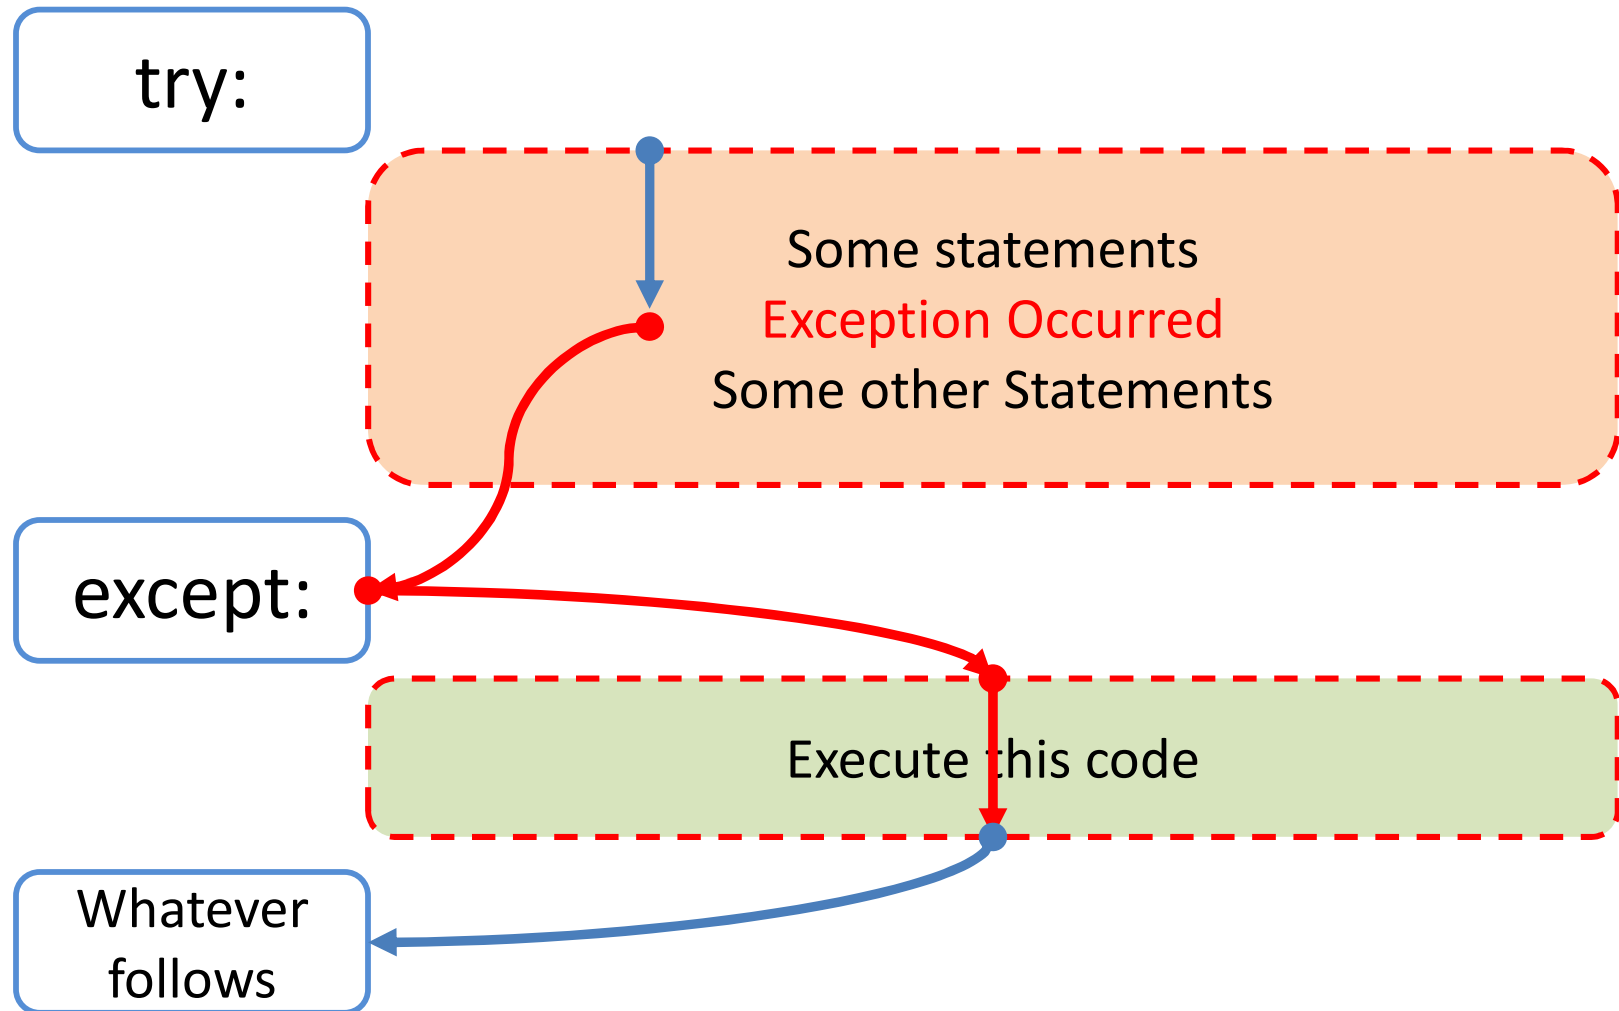 try:
Some statements
Exception Occurred
Some other Statements
except:
Execute this code
Whatever
follows